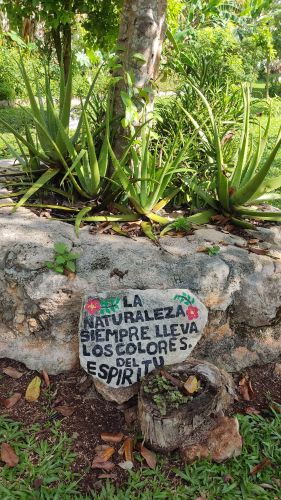 LA
NATURALEZA
SIEMPRE LLEVA
LOS COLORES.
DEL
ESPIRITU